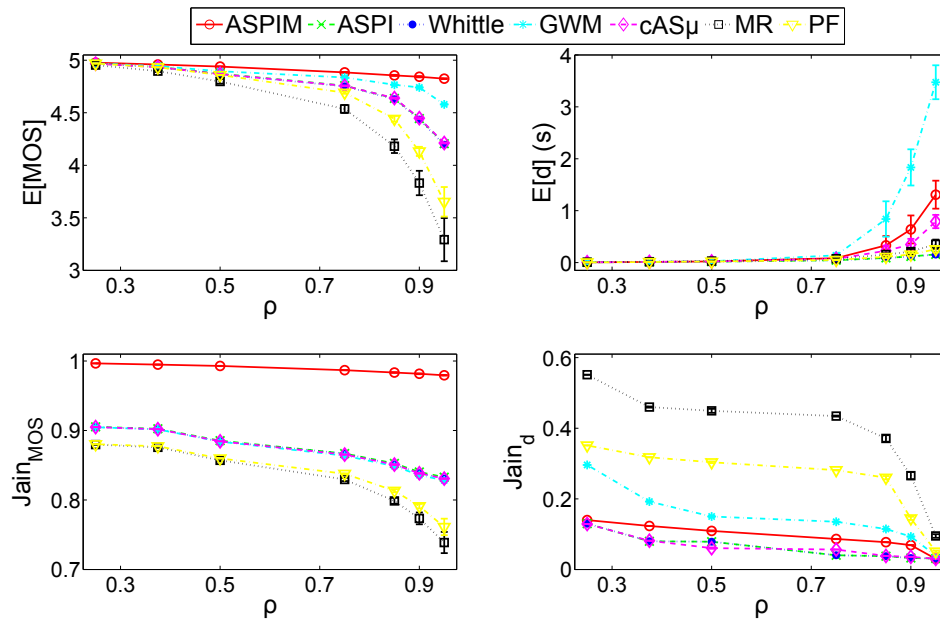 ASPIM ASPI Whittle GWM cASμ MR PF
5
4.5
4
3.5
3
E[MOS]
0.3 0.5 0.7 0.9
ρ
4
3
2
1
0
E[d] (s)
0.3 0.5 0.7 0.9
ρ
1
0.9
0.8
0.7
Jain_MOS
0.3 0.5 0.7 0.9
ρ
0.6
0.4
0.2
0
Jain_d
0.3 0.5 0.7 0.9
ρ